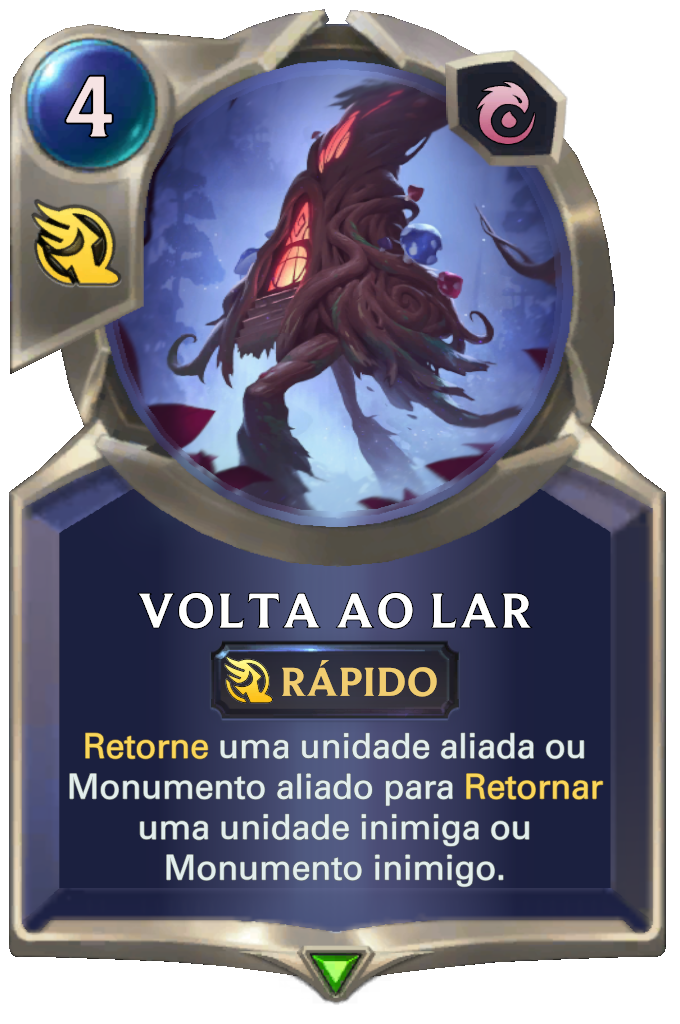 4
VOLTA AO LAR
RÁPIDO
Retorne uma unidade aliada ou
Monumento aliado para Retornar
uma unidade inimiga ou
Monumento inimigo.